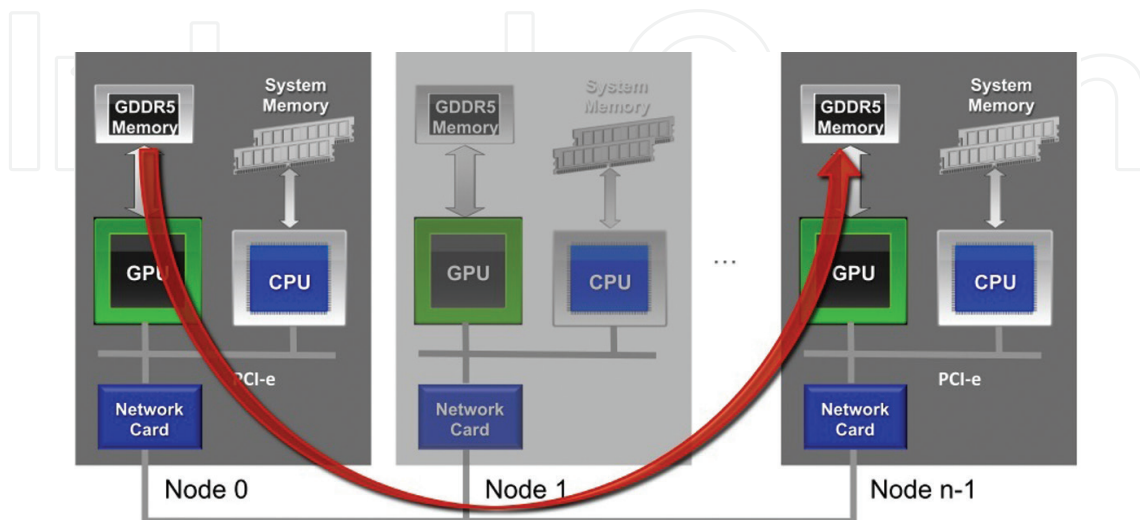 GDDR5
Memory
System
Memory
GPU
CPU
PCI-e
Network
Card
Node 0
GDDR5
Memory
System
Memory
GPU
CPU
Network
Card
Node 1
...
GDDR5
Memory
System
Memory
GPU
CPU
PCI-e
Network
Card
Node n-1